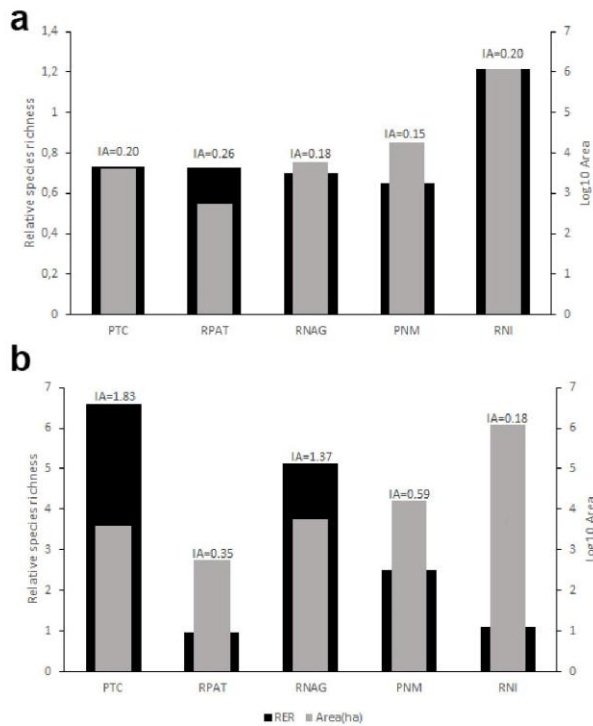 a
1,4
1,2
1
0,8
0,6
0,4
0,2
0
Relative species richness
IA=0.20
IA=0.26
IA=0.18
IA=0.15
IA=0.20
7
6
5
4
3
2
1
0
Log10 Area
PTC RPAT RNAG PNM RNI
b
7
6
5
4
3
2
1
0
Relative species richness
IA=1.83
IA=0.35
IA=1.37
IA=0.59
IA=0.18
7
6
5
4
3
2
1
0
Log10 Area
PTC RPAT RNAG PNM RNI
RER Area(ha)